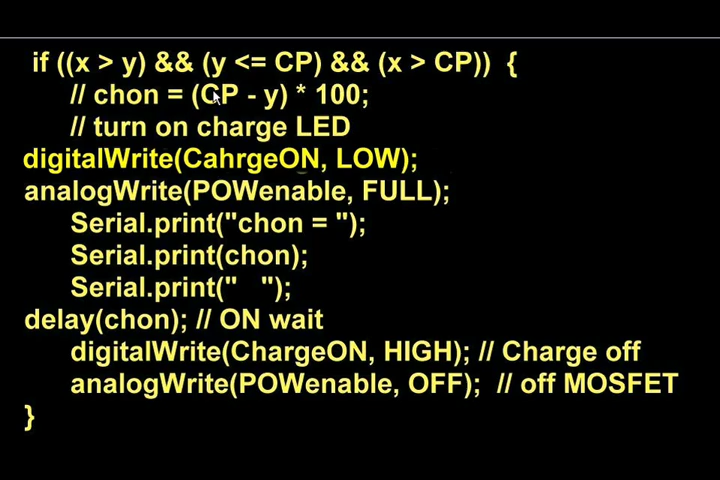 if ((x > y) && (y <= CP) && (x > CP))  {
// chon = (CP - y) * 100;
// turn on charge LED
digitalWrite(CahrgeON, LOW);
analogWrite(POWenable, FULL);
Serial.print("chon = ");
Serial.print(chon);
Serial.print("   ");
delay(chon); // ON wait
digitalWrite(ChargeON, HIGH); // Charge off
analogWrite(POWenable, OFF);  // off MOSFET
}